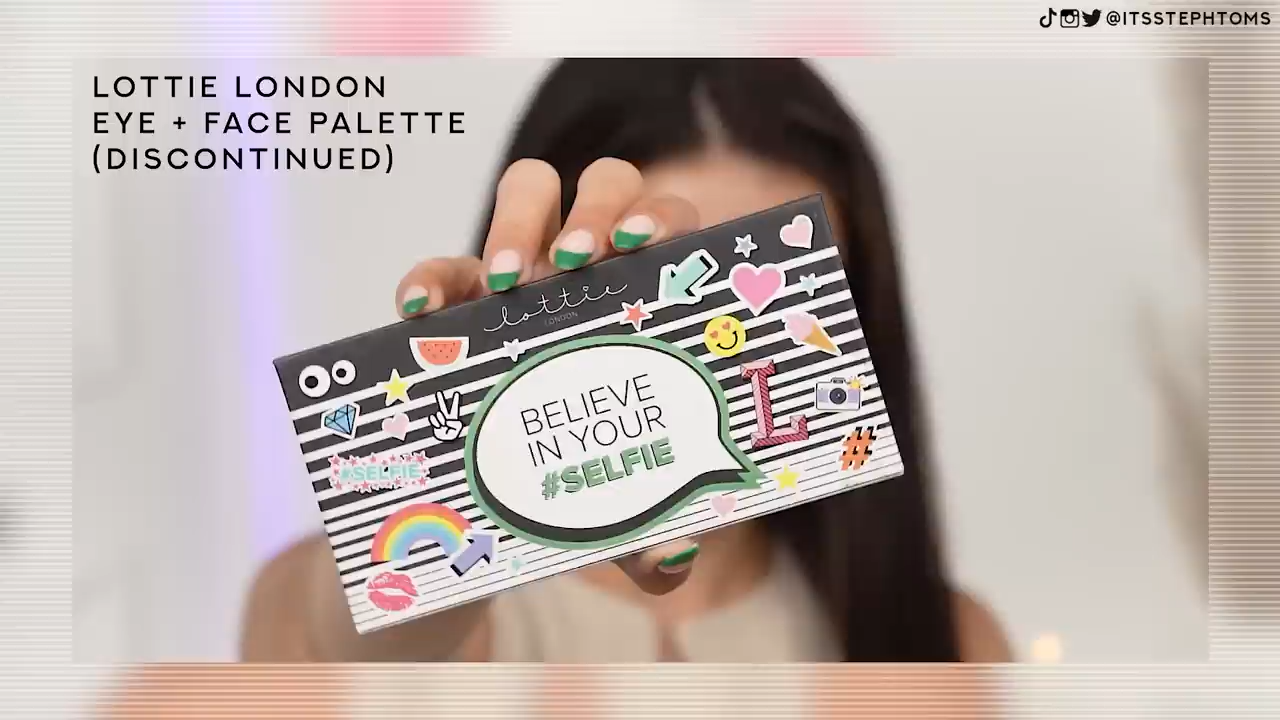 @ITSSTEPHTOMS
LOTTIE LONDON
EYE + FACE PALETTE
(DISCONTINUED)
lottie
LONDON
BELIEVE
IN YOUR
#SELFIE
L
#
#SELFIE